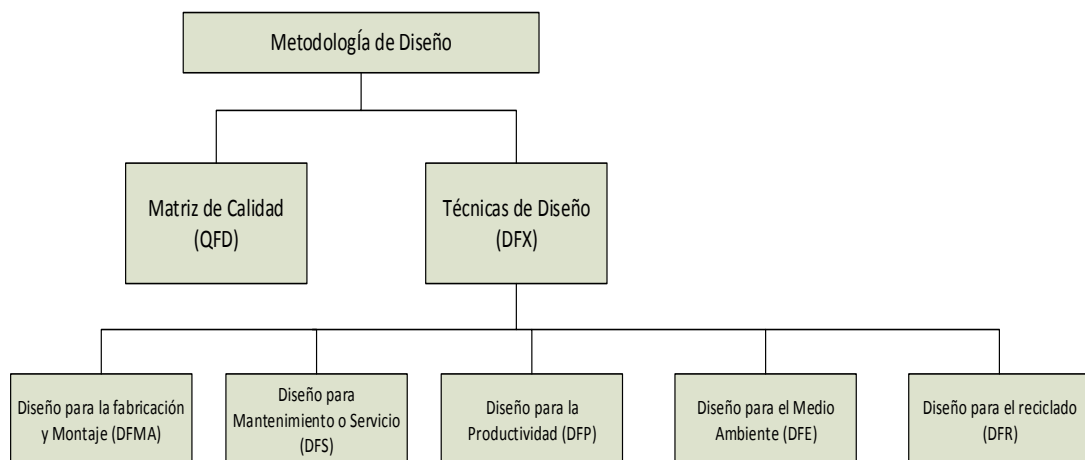 Metodología de Diseño
Matriz de Calidad
(QFD)
Técnicas de Diseño
(DFX)
Diseño para la fabricación
y Montaje (DFMA)
Diseño para
Mantenimiento o Servicio
(DFS)
Diseño para la
Productividad (DFP)
Diseño para el Medio
Ambiente (DFE)
Diseño para el reciclado
(DFR)